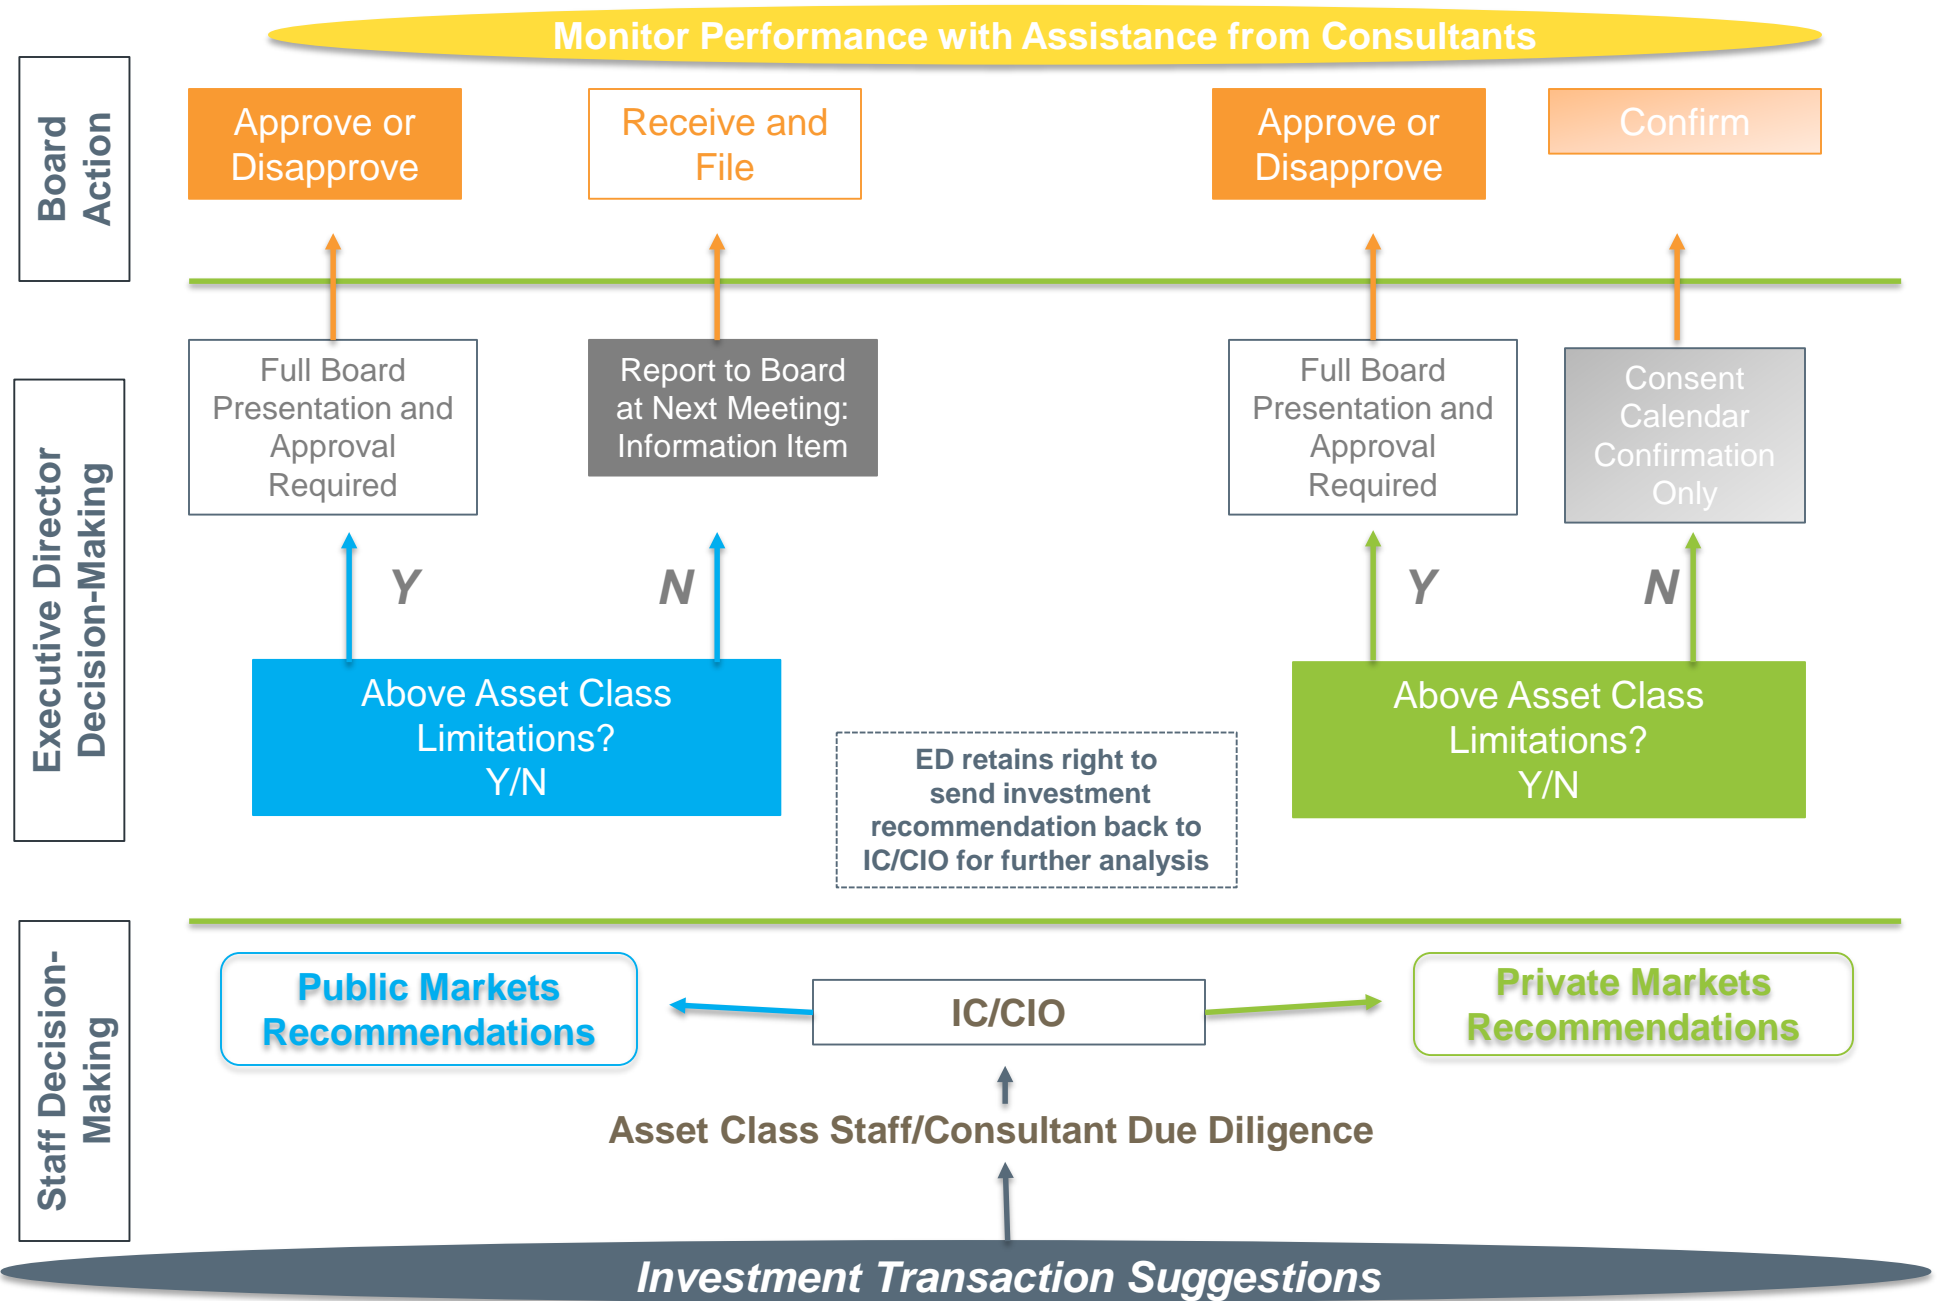 Monitor Performance with Assistance from Consultants
Board
Action
Approve or
Disapprove
Receive and
File
Approve or
Disapprove
Confirm
Executive Director
Decision-Making
Full Board
Presentation and
Approval
Required
Report to Board
at Next Meeting:
Information Item
Full Board
Presentation and
Approval
Required
Consent
Calendar
Confirmation
Only
Y
N
Y
N
Above Asset Class
Limitations?
Y/N
ED retains right to
send investment
recommendation back to
IC/CIO for further analysis
Above Asset Class
Limitations?
Y/N
Staff Decision-
Making
Public Markets
Recommendations
IC/CIO
Private Markets
Recommendations
Asset Class Staff/Consultant Due Diligence
Investment Transaction Suggestions